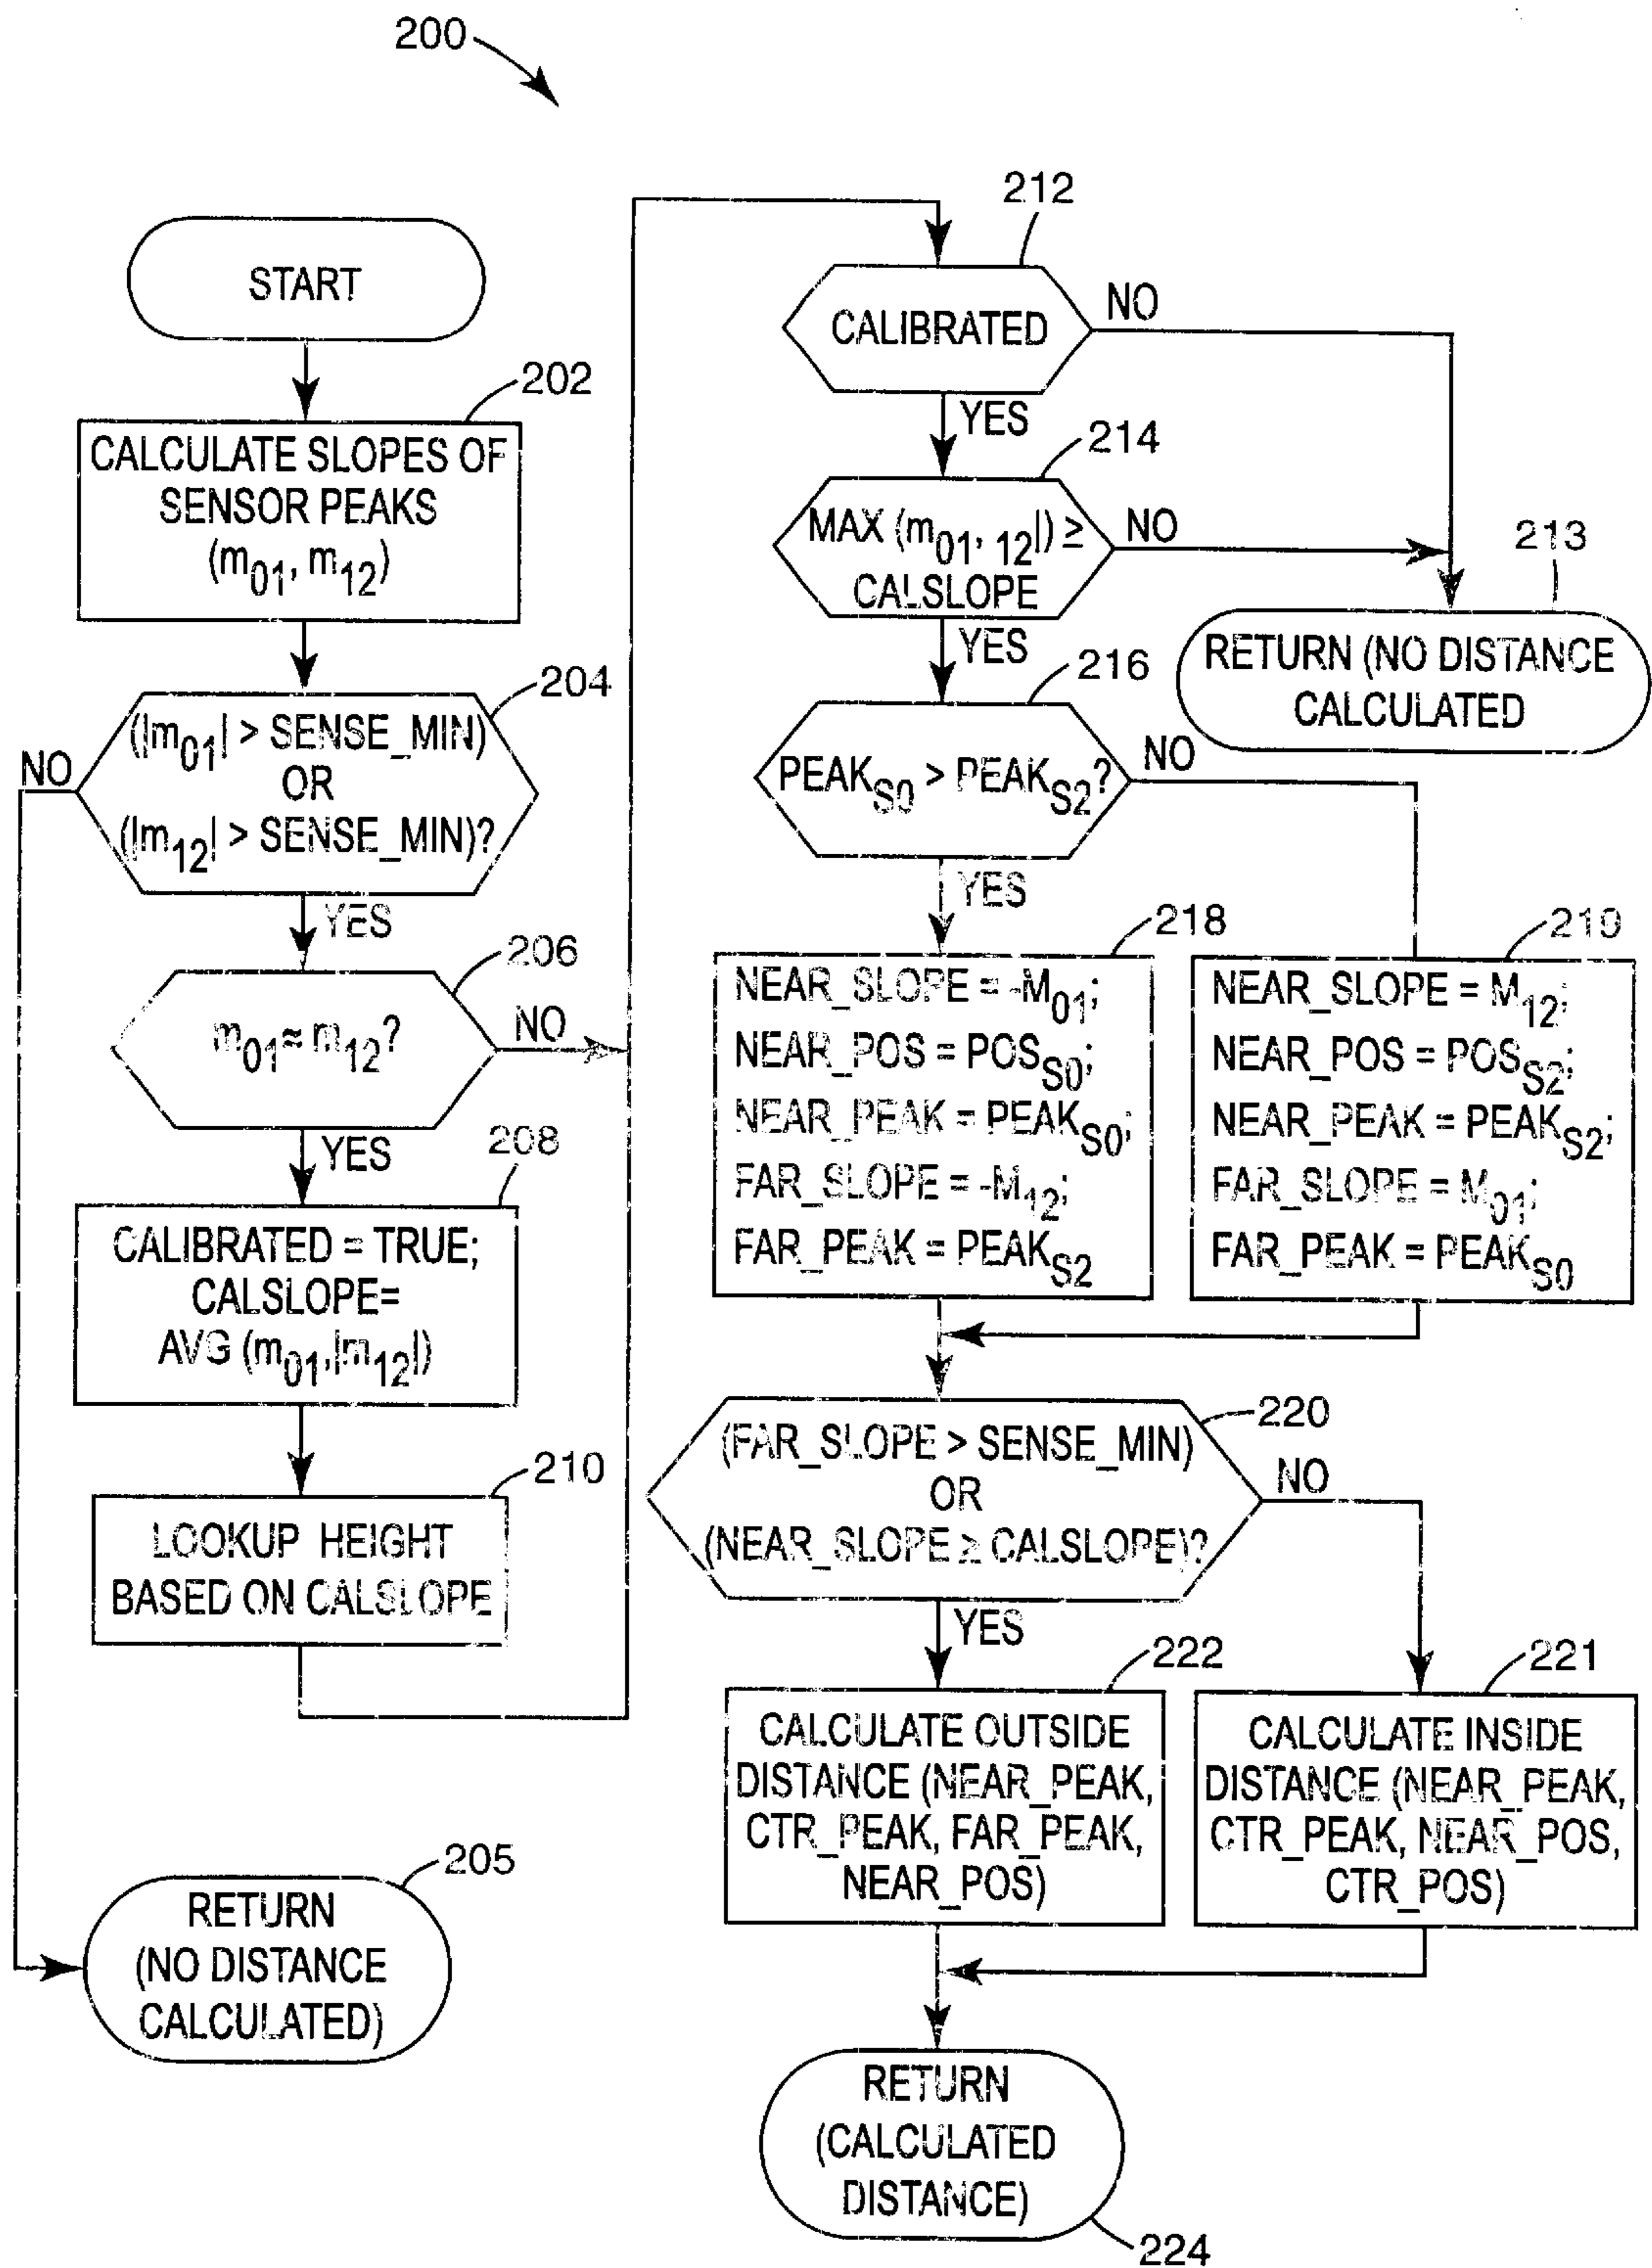 200
START
202
CALCULATE SLOPES OF
SENSOR PEAKS
(m01, m12)
204
(|m01| > SENSE_MIN)
OR
(|m12| > SENSE_MIN)?
NO
YES
206
m01≈ m12?
NO
YES
208
CALIBRATED = TRUE;
CALSLOPE=
AVG (m01,|m12|)
210
LOOKUP HEIGHT
BASED ON CALSLOPE
205
RETURN
(NO DISTANCE
CALCULATED)
212
CALIBRATED
NO
YES
214
MAX (m01, 12|) ≥
CALSLOPE
NO
YES
213
RETURN (NO DISTANCE
CALCULATED
216
PEAKS0 > PEAKS2?
NO
YES
218
NEAR_SLOPE = -M01;
NEAR_POS = POSS0;
NEAR_PEAK = PEAKS0;
FAR_SLOPE = -M12;
FAR_PEAK = PEAKS2
219
NEAR_SLOPE = M12;
NEAR_POS = POSS2;
NEAR_PEAK = PEAKS2;
FAR_SLOPE = M01;
FAR_PEAK = PEAKS0
220
(FAR_SLOPE > SENSE_MIN)
OR
(NEAR_SLOPE ≥ CALSLOPE)?
NO
YES
222
CALCULATE OUTSIDE
DISTANCE (NEAR_PEAK,
CTR_PEAK, FAR_PEAK,
NEAR_POS)
221
CALCULATE INSIDE
DISTANCE (NEAR_PEAK,
CTR_PEAK, NEAR_POS,
CTR_POS)
RETURN
(CALCULATED
DISTANCE)
224